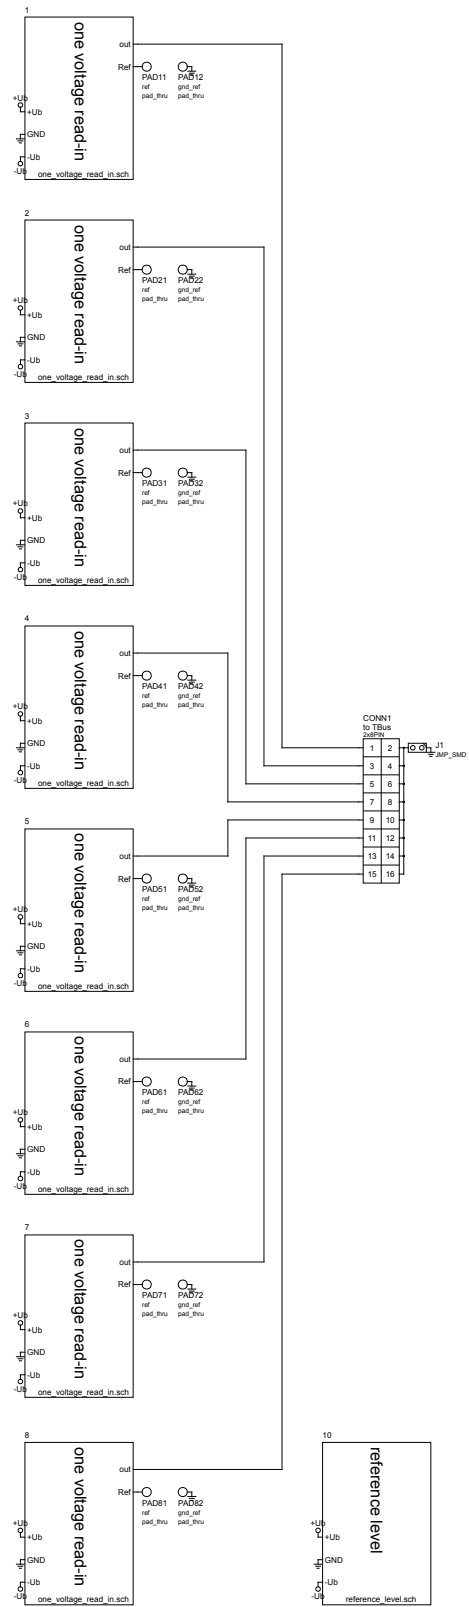 1
one voltage read-in
out
Ref
PAD11
ref
pad_thru
PAD12
gnd_ref
pad_thru
+Ub
+Ub
GND
-Ub
-Ub
one_voltage_read_in.sch
2
one voltage read-in
out
Ref
PAD21
ref
pad_thru
PAD22
gnd_ref
pad_thru
+Ub
+Ub
GND
-Ub
-Ub
one_voltage_read_in.sch
3
one voltage read-in
out
Ref
PAD31
ref
pad_thru
PAD32
gnd_ref
pad_thru
+Ub
+Ub
GND
-Ub
-Ub
one_voltage_read_in.sch
4
one voltage read-in
out
Ref
PAD41
ref
pad_thru
PAD42
gnd_ref
pad_thru
+Ub
+Ub
GND
-Ub
-Ub
one_voltage_read_in.sch
CONN1
to TBus
2x8PIN
1 2
3 4
5 6
7 8
9 10
11 12
13 14
15 16
J1
JMP_SMD
5
one voltage read-in
out
Ref
PAD51
ref
pad_thru
PAD52
gnd_ref
pad_thru
+Ub
+Ub
GND
-Ub
-Ub
one_voltage_read_in.sch
6
one voltage read-in
out
Ref
PAD61
ref
pad_thru
PAD62
gnd_ref
pad_thru
+Ub
+Ub
GND
-Ub
-Ub
one_voltage_read_in.sch
7
one voltage read-in
out
Ref
PAD71
ref
pad_thru
PAD72
gnd_ref
pad_thru
+Ub
+Ub
GND
-Ub
-Ub
one_voltage_read_in.sch
8
one voltage read-in
out
Ref
PAD81
ref
pad_thru
PAD82
gnd_ref
pad_thru
+Ub
+Ub
GND
-Ub
-Ub
one_voltage_read_in.sch
10
reference level
+Ub
+Ub
GND
-Ub
-Ub
reference_level.sch